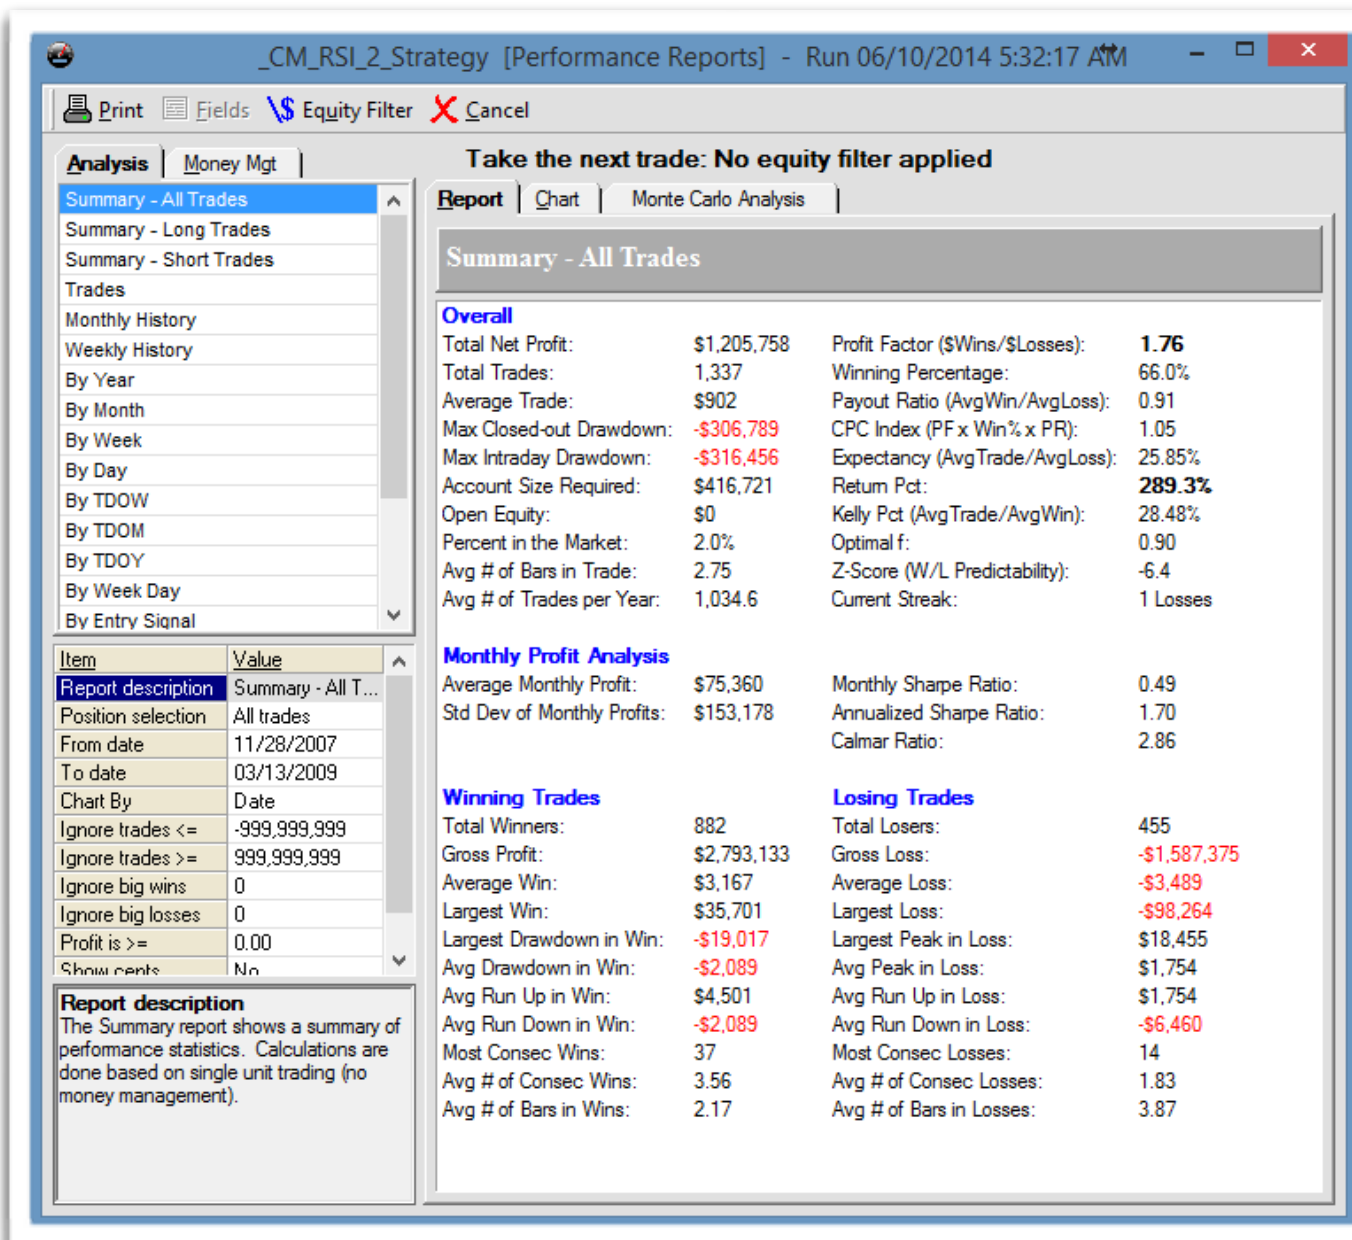 _CM_RSI_2_Strategy [Performance Reports] - Run 06/10/2014 5:32:17 AM
Print Fields Equity Filter Cancel
Analysis Money Mgt
Take the next trade: No equity filter applied
Summary - All Trades
Summary - Long Trades
Summary - Short Trades
Trades
Monthly History
Weekly History
By Year
By Month
By Week
By Day
By TDOW
By TDOM
By TDOY
By Week Day
By Entry Signal
Item Value
Report description Summary - All T...
Position selection All trades
From date 11/28/2007
To date 03/13/2009
Chart By Date
Ignore trades <= -999,999,999
Ignore trades >= 999,999,999
Ignore big wins 0
Ignore big losses 0
Profit is >= 0.00
Show cents No
Report description
The Summary report shows a summary of
performance statistics. Calculations are
done based on single unit trading (no
money management).
Report Chart Monte Carlo Analysis
Summary - All Trades
Overall
Total Net Profit: $1,205,758 Profit Factor ($Wins/$Losses): 1.76
Total Trades: 1,337 Winning Percentage: 66.0%
Average Trade: $902 Payout Ratio (AvgWin/AvgLoss): 0.91
Max Closed-out Drawdown: -$306,789 CPC Index (PF x Win% x PR): 1.05
Max Intraday Drawdown: -$316,456 Expectancy (AvgTrade/AvgLoss): 25.85%
Account Size Required: $416,721 Return Pct: 289.3%
Open Equity: $0 Kelly Pct (AvgTrade/AvgWin): 28.48%
Percent in the Market: 2.0% Optimal f: 0.90
Avg # of Bars in Trade: 2.75 Z-Score (W/L Predictability): -6.4
Avg # of Trades per Year: 1,034.6 Current Streak: 1 Losses
Monthly Profit Analysis
Average Monthly Profit: $75,360 Monthly Sharpe Ratio: 0.49
Std Dev of Monthly Profits: $153,178 Annualized Sharpe Ratio: 1.70
Calmar Ratio: 2.86
Winning Trades Losing Trades
Total Winners: 882 Total Losers: 455
Gross Profit: $2,793,133 Gross Loss: -$1,587,375
Average Win: $3,167 Average Loss: -$3,489
Largest Win: $35,701 Largest Loss: -$98,264
Largest Drawdown in Win: -$19,017 Largest Peak in Loss: $18,455
Avg Drawdown in Win: -$2,089 Avg Peak in Loss: $1,754
Avg Run Up in Win: $4,501 Avg Run Up in Loss: $1,754
Avg Run Down in Win: -$2,089 Avg Run Down in Loss: -$6,460
Most Consec Wins: 37 Most Consec Losses: 14
Avg # of Consec Wins: 3.56 Avg # of Consec Losses: 1.83
Avg # of Bars in Wins: 2.17 Avg # of Bars in Losses: 3.87